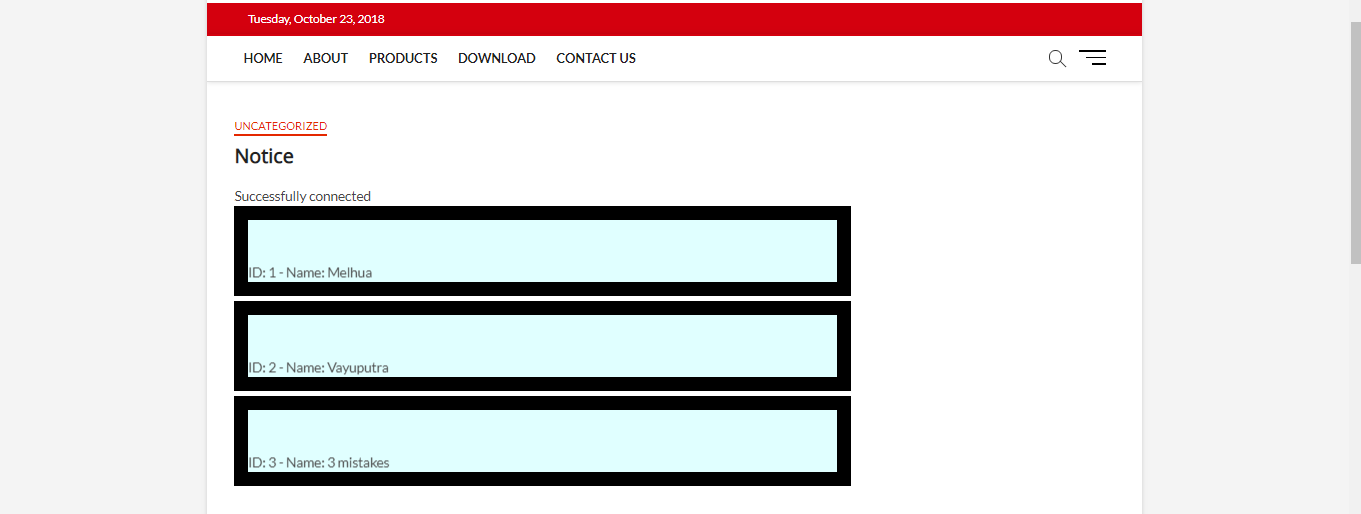 Tuesday, October 23, 2018
HOME ABOUT PRODUCTS DOWNLOAD CONTACT US
UNCATEGORIZED
Notice
Successfully connected
ID: 1 - Name: Melhua
ID: 2 - Name: Vayuputra
ID: 3 - Name: 3 mistakes